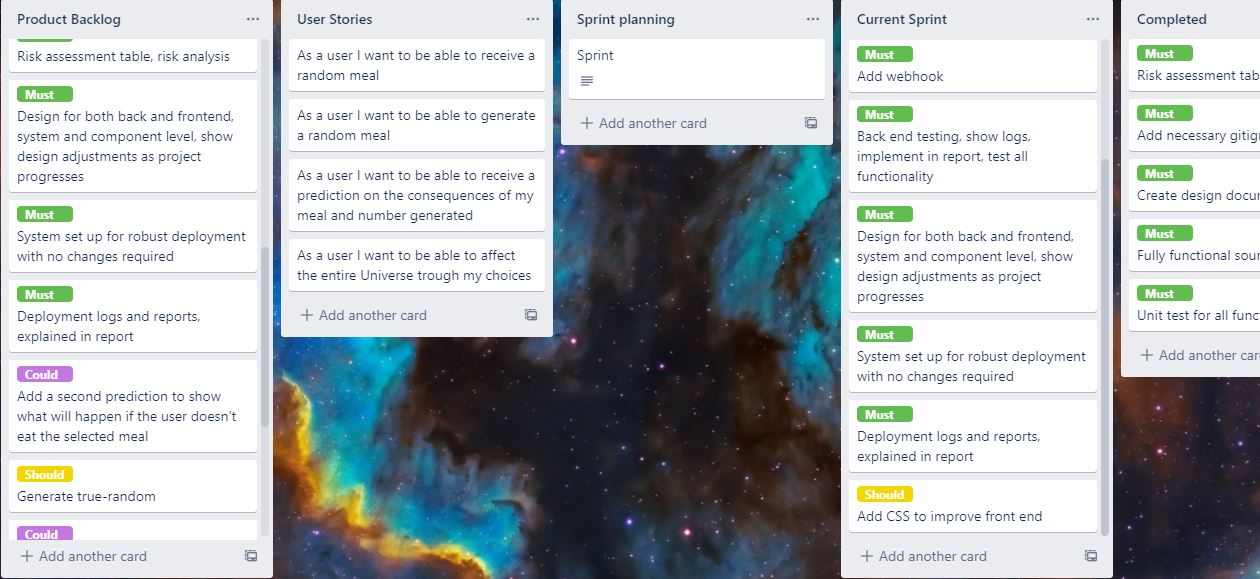 Product Backlog
Risk assessment table, risk analysis
Must
Design for both back and frontend,
system and component level, show
design adjustments as project
progresses
Must
System set up for robust deployment
with no changes required
Must
Deployment logs and reports,
explained in report
Could
Add a second prediction to show
what will happen if the user doesn't
eat the selected meal
Should
Generate true-random
Could
+ Add another card
User Stories
As a user I want to be able to receive a
random meal
As a user I want to be able to generate
a random meal
As a user I want to be able to receive a
prediction on the consequences of my
meal and number generated
As a user I want to be able to affect
the entire Universe trough my choices
+ Add another card
Sprint planning
Sprint
+ Add another card
Current Sprint
Must
Add webhook
Must
Back end testing, show logs,
implement in report, test all
functionality
Must
Design for both back and frontend,
system and component level, show
design adjustments as project
progresses
Must
System set up for robust deployment
with no changes required
Must
Deployment logs and reports,
explained in report
Should
Add CSS to improve front end
+ Add another card
Completed
Must
Risk assessment tab
Must
Add necessary gitig
Must
Create design docu
Must
Fully functional sou
Must
Unit test for all func
+ Add another car